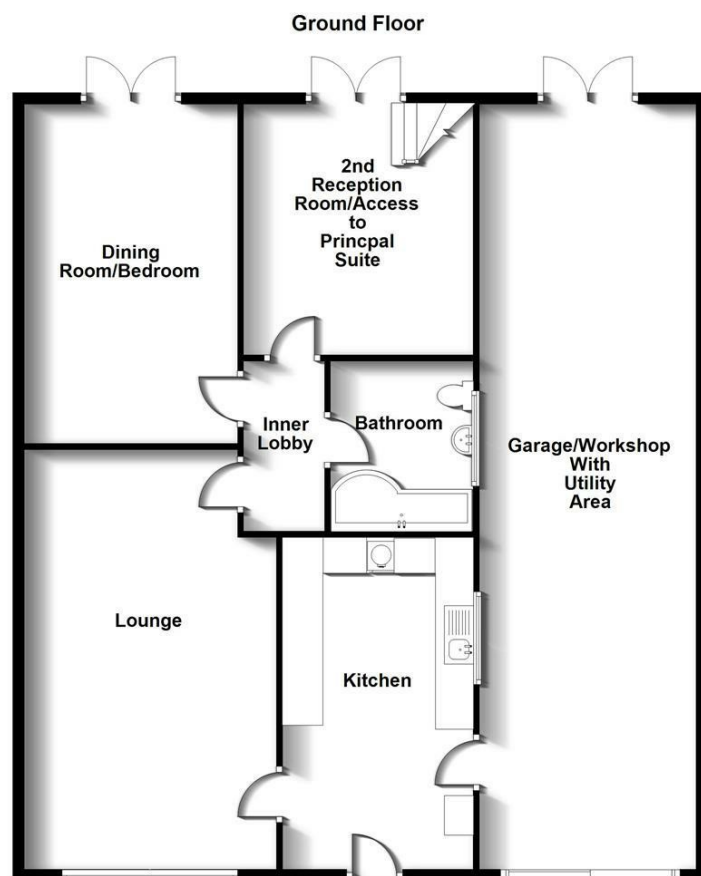 Ground Floor
2nd
Reception
Room/Access
to
Princpal
Suite
Dining
Room/Bedroom
Inner
Lobby
Bathroom
Garage/Workshop
With
Utility
Area
Lounge
Kitchen